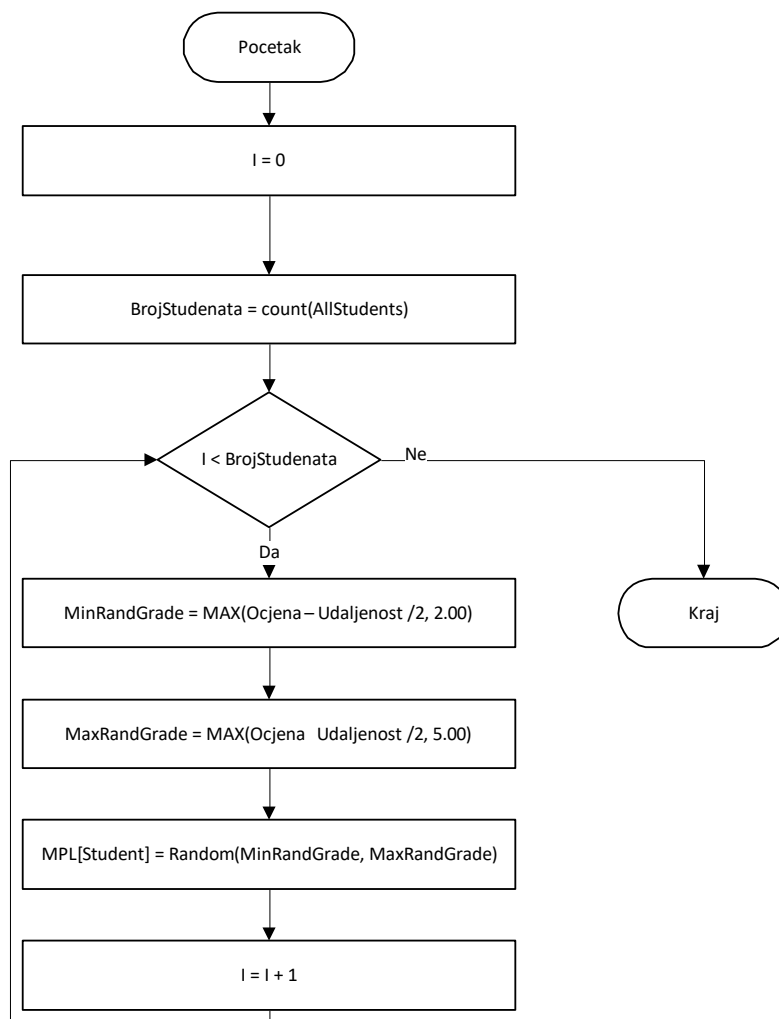 Pocetak
I = 0
BrojStudenata = count(AllStudents)
I < BrojStudenata
Ne
Da
MinRandGrade = MAX(Ocjena – Udaljenost /2, 2.00)
Kraj
MaxRandGrade = MAX(Ocjena Udaljenost /2, 5.00)
MPL[Student] = Random(MinRandGrade, MaxRandGrade)
I = I + 1